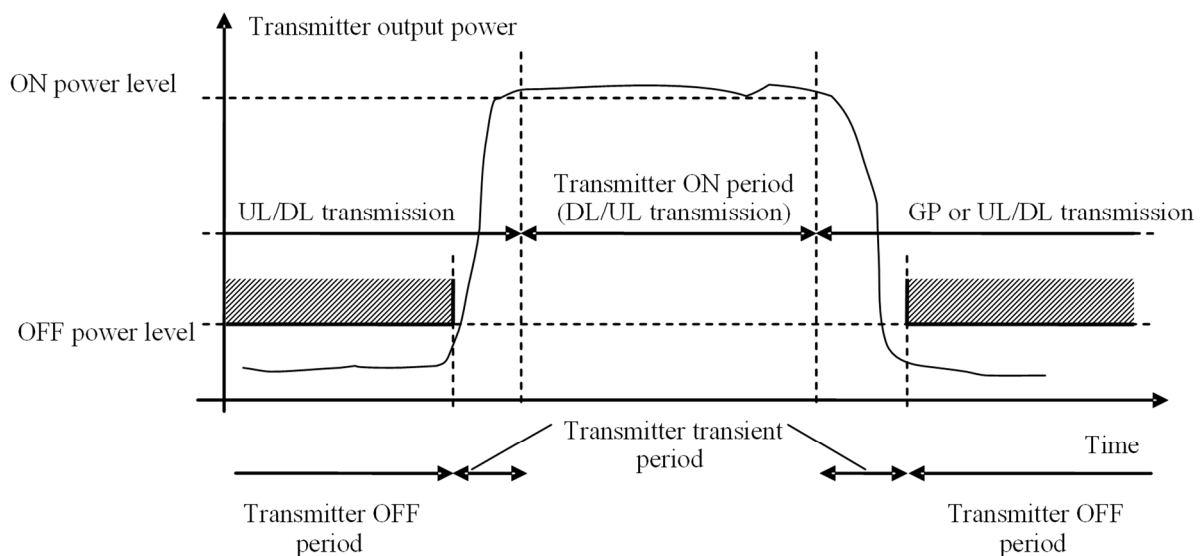 Transmitter output power
ON power level
Transmitter ON period
(DL/UL transmission)
UL/DL transmission
GP or UL/DL transmission
OFF power level
Transmitter transient
period
Time
Transmitter OFF
period
Transmitter OFF
period